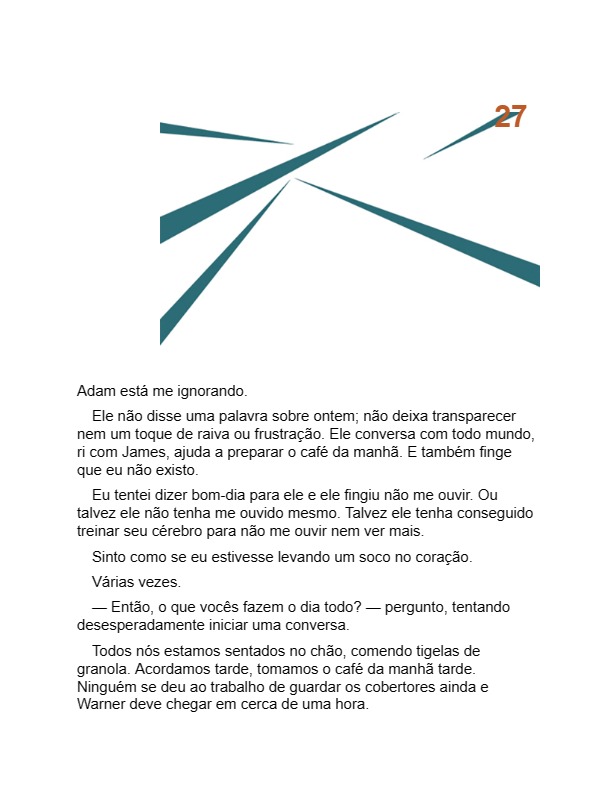 27
Adam está me ignorando.
Ele não disse uma palavra sobre ontem; não deixa transparecer
nem um toque de raiva ou frustração. Ele conversa com todo mundo,
ri com James, ajuda a preparar o café da manhã. E também finge
que eu não existo.
Eu tentei dizer bom-dia para ele e ele fingiu não me ouvir. Ou
talvez ele não tenha me ouvido mesmo. Talvez ele tenha conseguido
treinar seu cérebro para não me ouvir nem ver mais.
Sinto como se eu estivesse levando um soco no coração.
Várias vezes.
— Então, o que vocês fazem o dia todo? — pergunto, tentando
desesperadamente iniciar uma conversa.
Todos nós estamos sentados no chão, comendo tigelas de
granola. Acordamos tarde, tomamos o café da manhã tarde.
Ninguém se deu ao trabalho de guardar os cobertores ainda e
Warner deve chegar em cerca de uma hora.